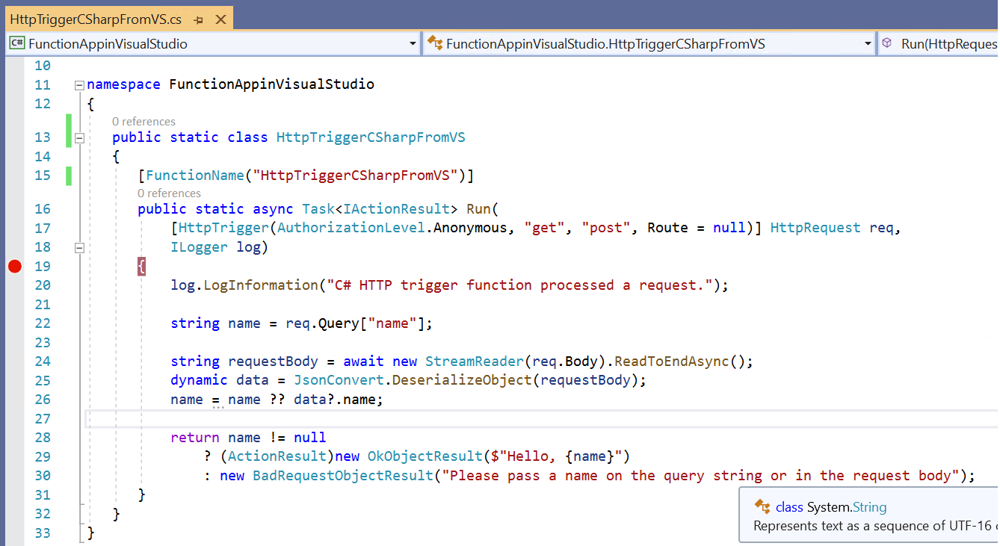 HttpTriggerCSharpFromVS.cs
C# FunctionAppinVisualStudio FunctionAppinVisualStudio.HttpTriggerCSharpFromVS Run(HttpReques
10
11 namespace FunctionAppinVisualStudio
12 {
0 references
13 public static class HttpTriggerCSharpFromVS
14 {
15 [FunctionName("HttpTriggerCSharpFromVS")]
0 references
16 public static async Task<IActionResult> Run(
17 [HttpTrigger(AuthorizationLevel.Anonymous, "get", "post", Route = null)] HttpRequest req,
18 ILogger log)
19 {
20 log.LogInformation("C# HTTP trigger function processed a request.");
21
22 string name = req.Query["name"];
23
24 string requestBody = await new StreamReader(req.Body).ReadToEndAsync();
25 dynamic data = JsonConvert.DeserializeObject(requestBody);
26 name = name ?? data?.name;
27
28 return name != null
29 ? (ActionResult)new OkObjectResult($"Hello, {name}")
30 : new BadRequestObjectResult("Please pass a name on the query string or in the request body");
31 }
32 }
33 }
class System.String
Represents text as a sequence of UTF-16